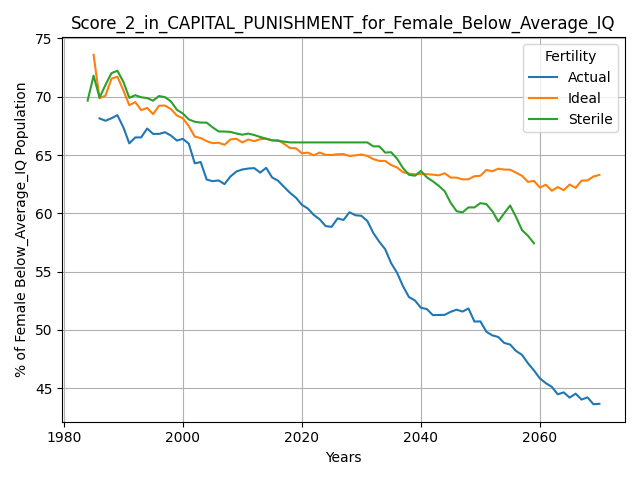 Score_2_in_CAPITAL_PUNISHMENT_for_Female_Below_Average_IQ
% of Female Below_Average_IQ Population
75
70
65
60
55
50
45
Fertility
Actual
Ideal
Sterile
1980
2000
2020
2040
2060
Years